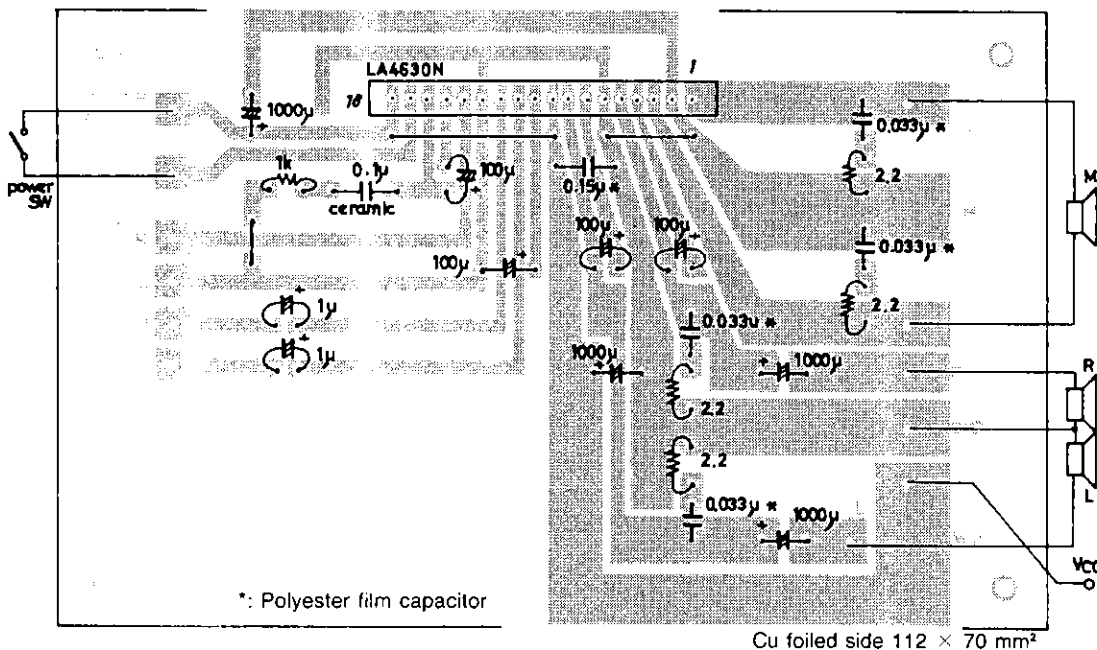 LA4630N
1
18
1000μ
+
0.033μ *
power
SW
1k
0.1μ
ceramic
100μ
+
0.15μ *
2.2
M
100μ
+
100μ
+
0.033μ *
100μ
+
2.2
+
1μ
+
1μ
0.033μ *
1000μ
+
+
1000μ
R
2.2
2.2
L
0.033μ *
+
1000μ
VCC
*: Polyester film capacitor
Cu foiled side 112 × 70 mm²